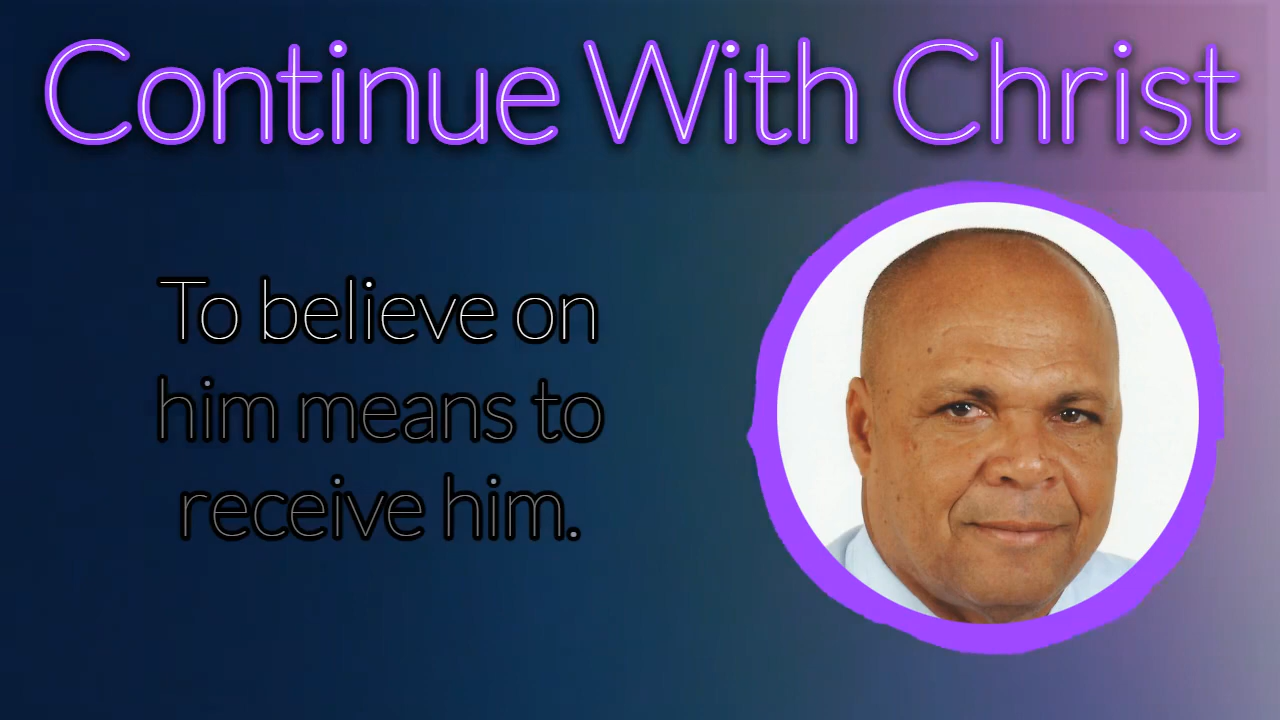 Continue With Christ
To believe on
him means to
receive him.